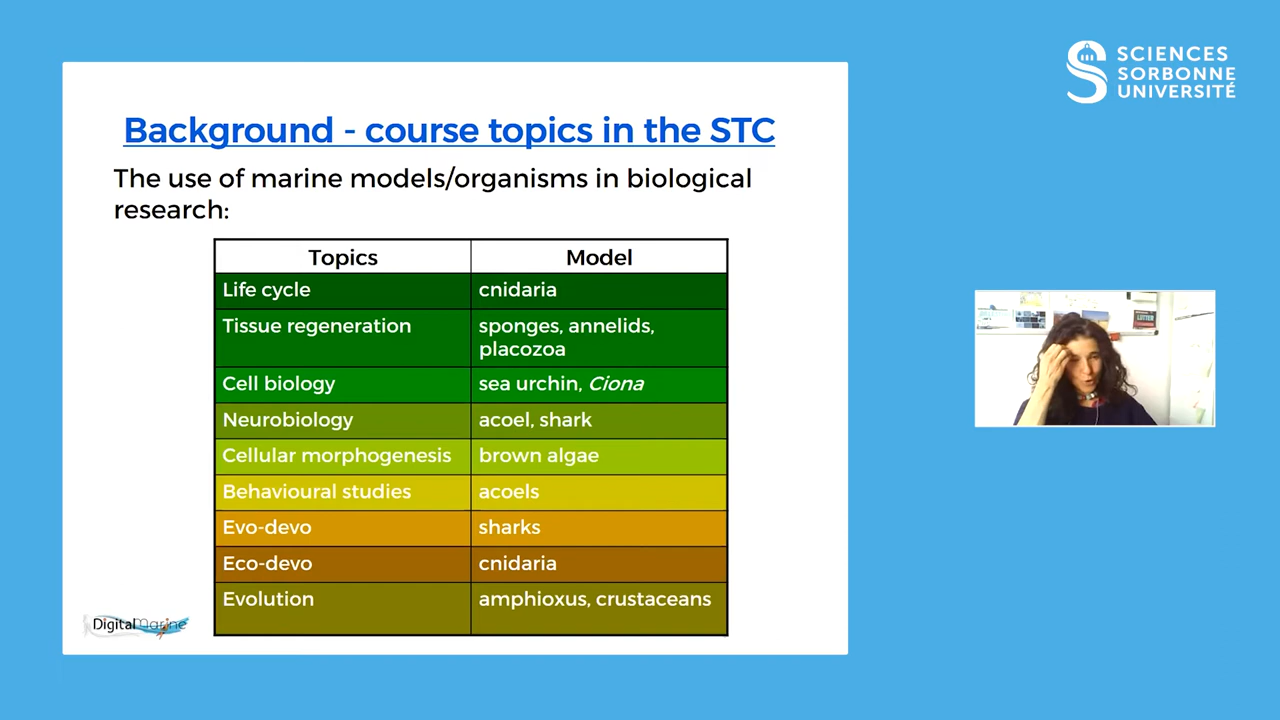 SCIENCES
SORBONNE
UNIVERSITÉ
Background - course topics in the STC
The use of marine models/organisms in biological
research:
Topics Model
Life cycle cnidaria
Tissue regeneration sponges, annelids,
placozoa
Cell biology sea urchin, Ciona
Neurobiology acoel, shark
Cellular morphogenesis brown algae
Behavioural studies acoels
Evo-devo sharks
Eco-devo cnidaria
Evolution amphioxus, crustaceans
DigitalMarine
LITTER